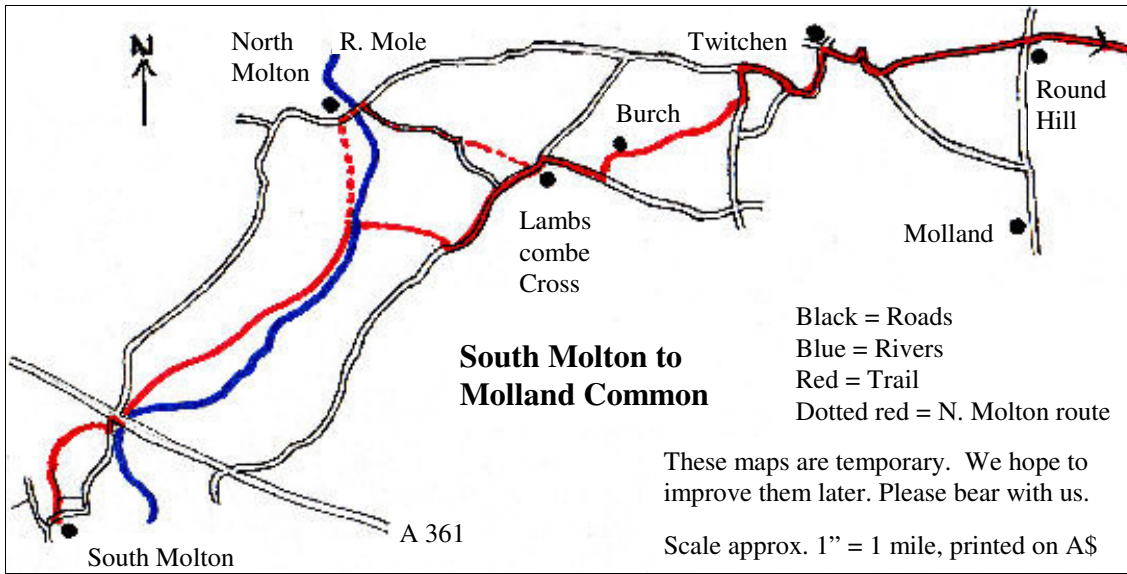 N
North
Molton
R. Mole
Twitchen
Round
Hill
Burch
Lambs
combe
Cross
Molland
South Molton to
Molland Common
Black = Roads
Blue = Rivers
Red = Trail
Dotted red = N. Molton route
These maps are temporary.  We hope to
improve them later. Please bear with us.
Scale approx. 1” = 1 mile, printed on A$
A 361
South Molton